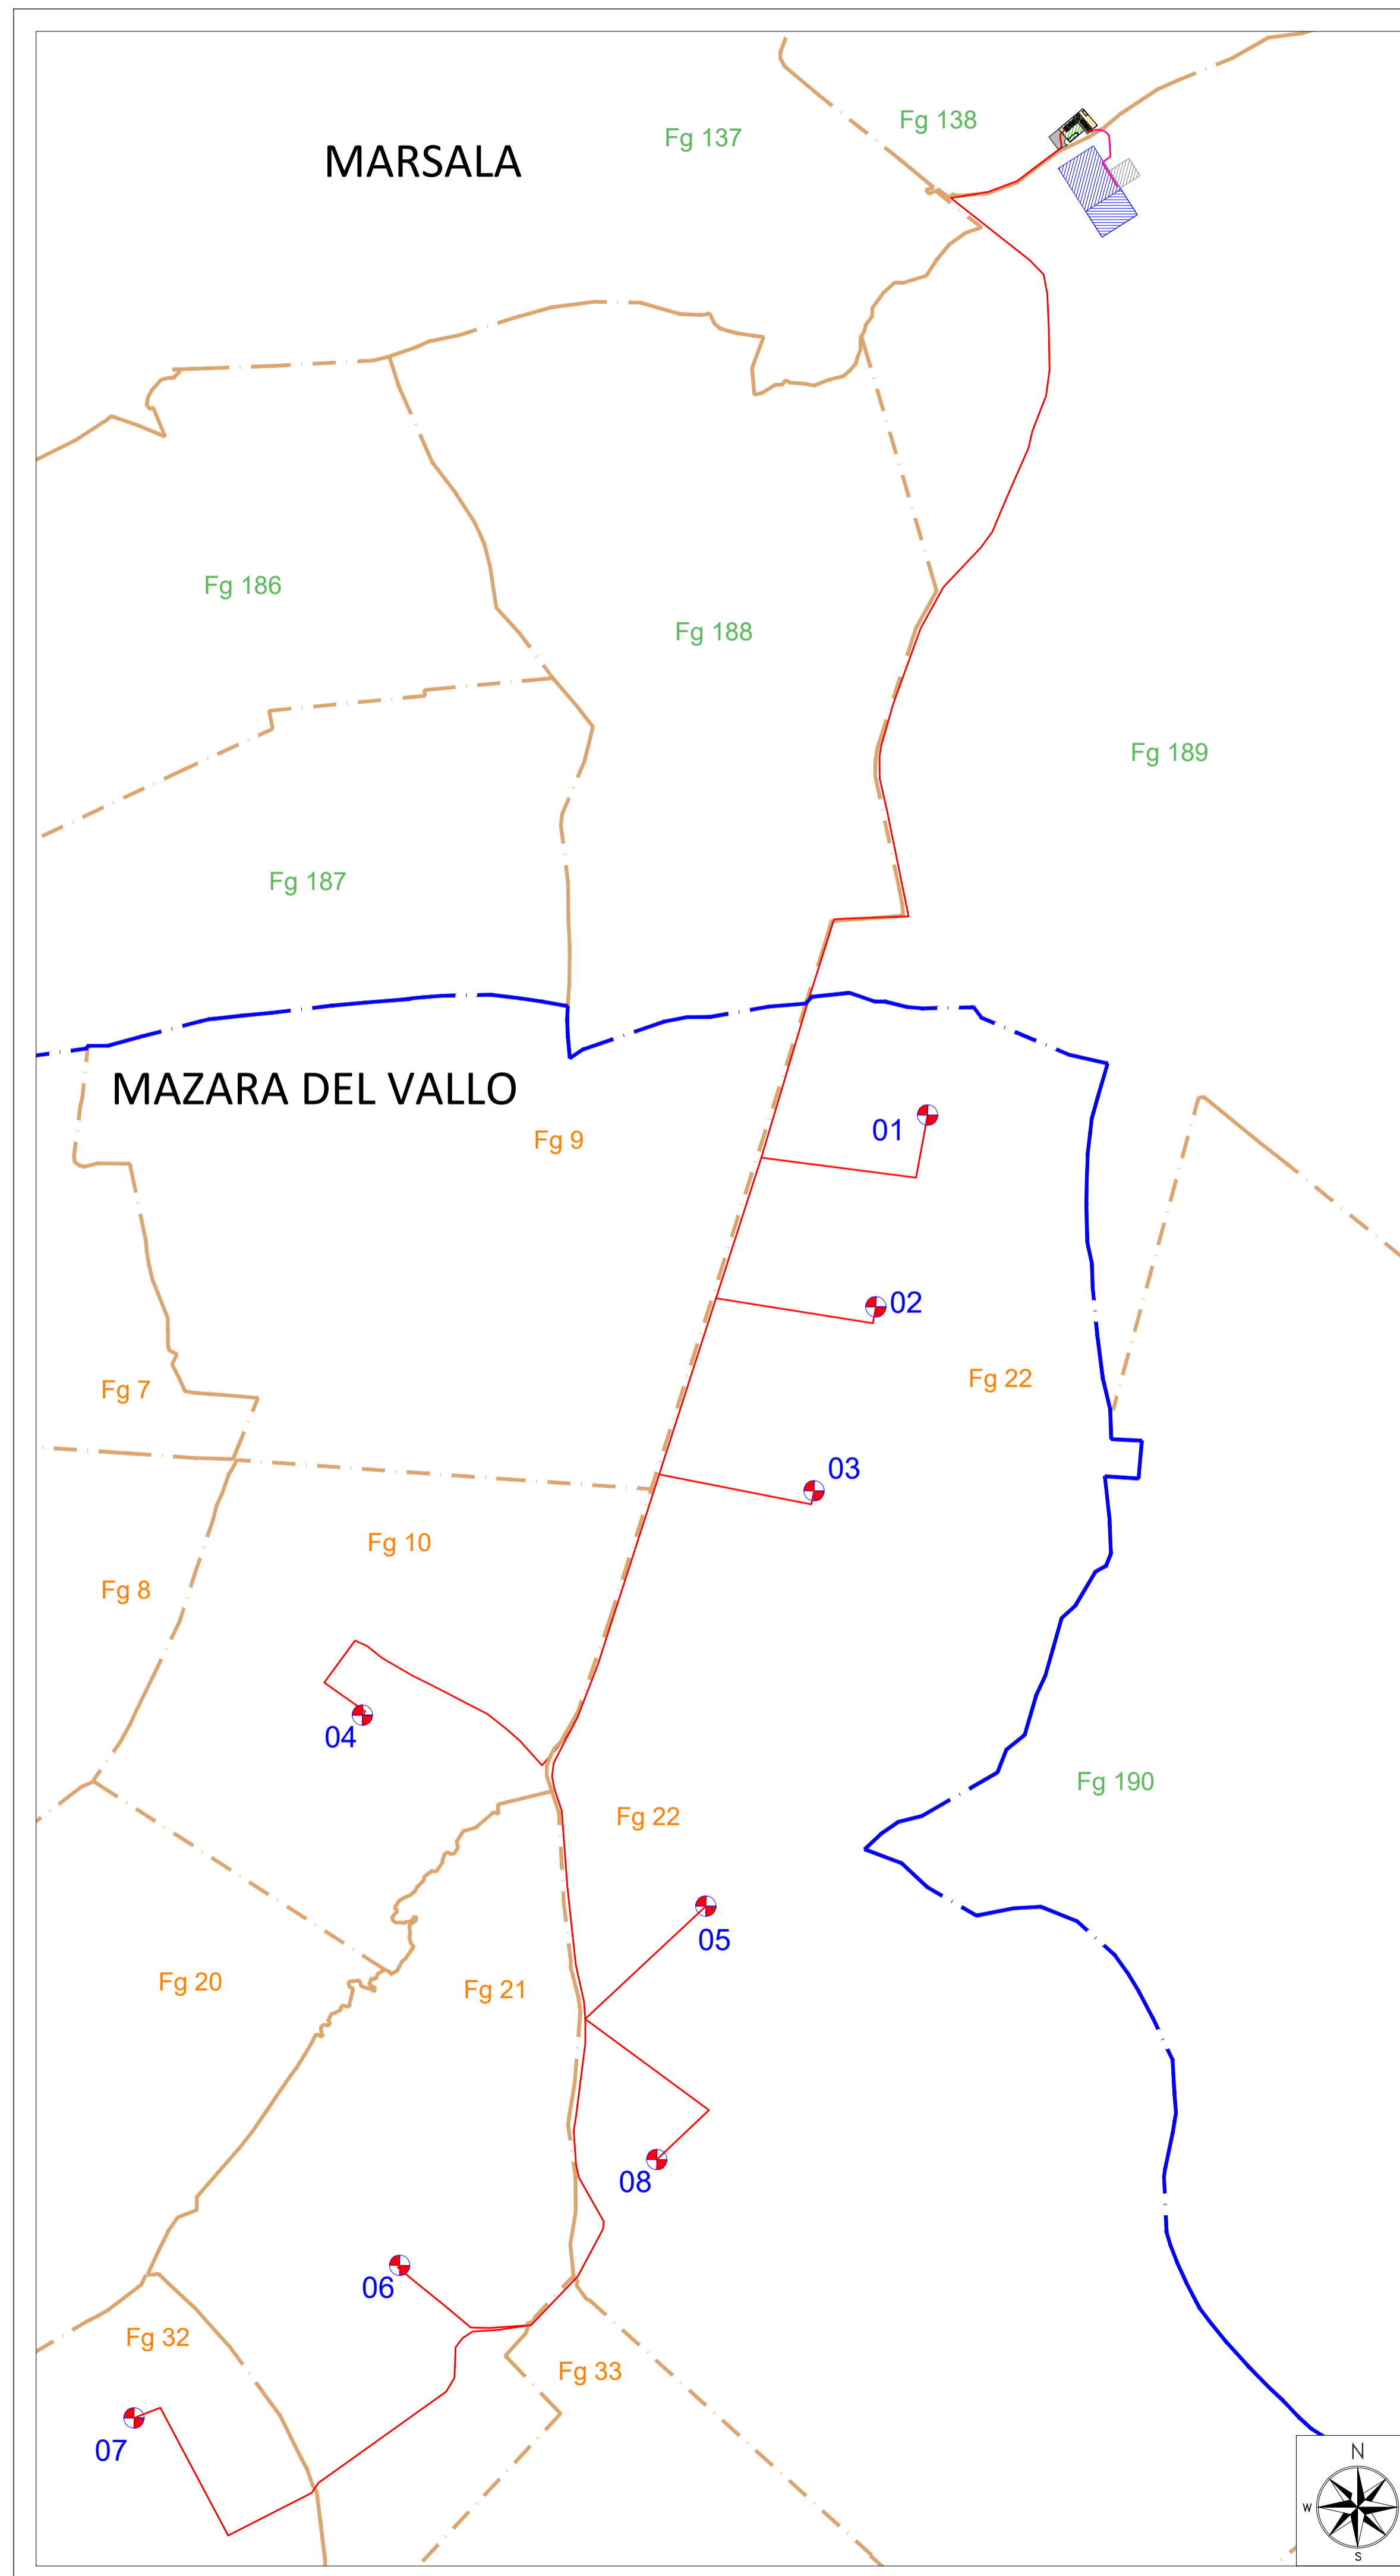 Fg 138
Fg 137
MARSALA
Fg 186
Fg 188
Fg 189
Fg 187
MAZARA DEL VALLO
01
Fg 9
02
Fg 22
Fg 7
03
Fg 10
Fg 8
04
Fg 190
Fg 22
05
Fg 20
Fg 21
08
06
Fg 32
Fg 33
07
N
W
S